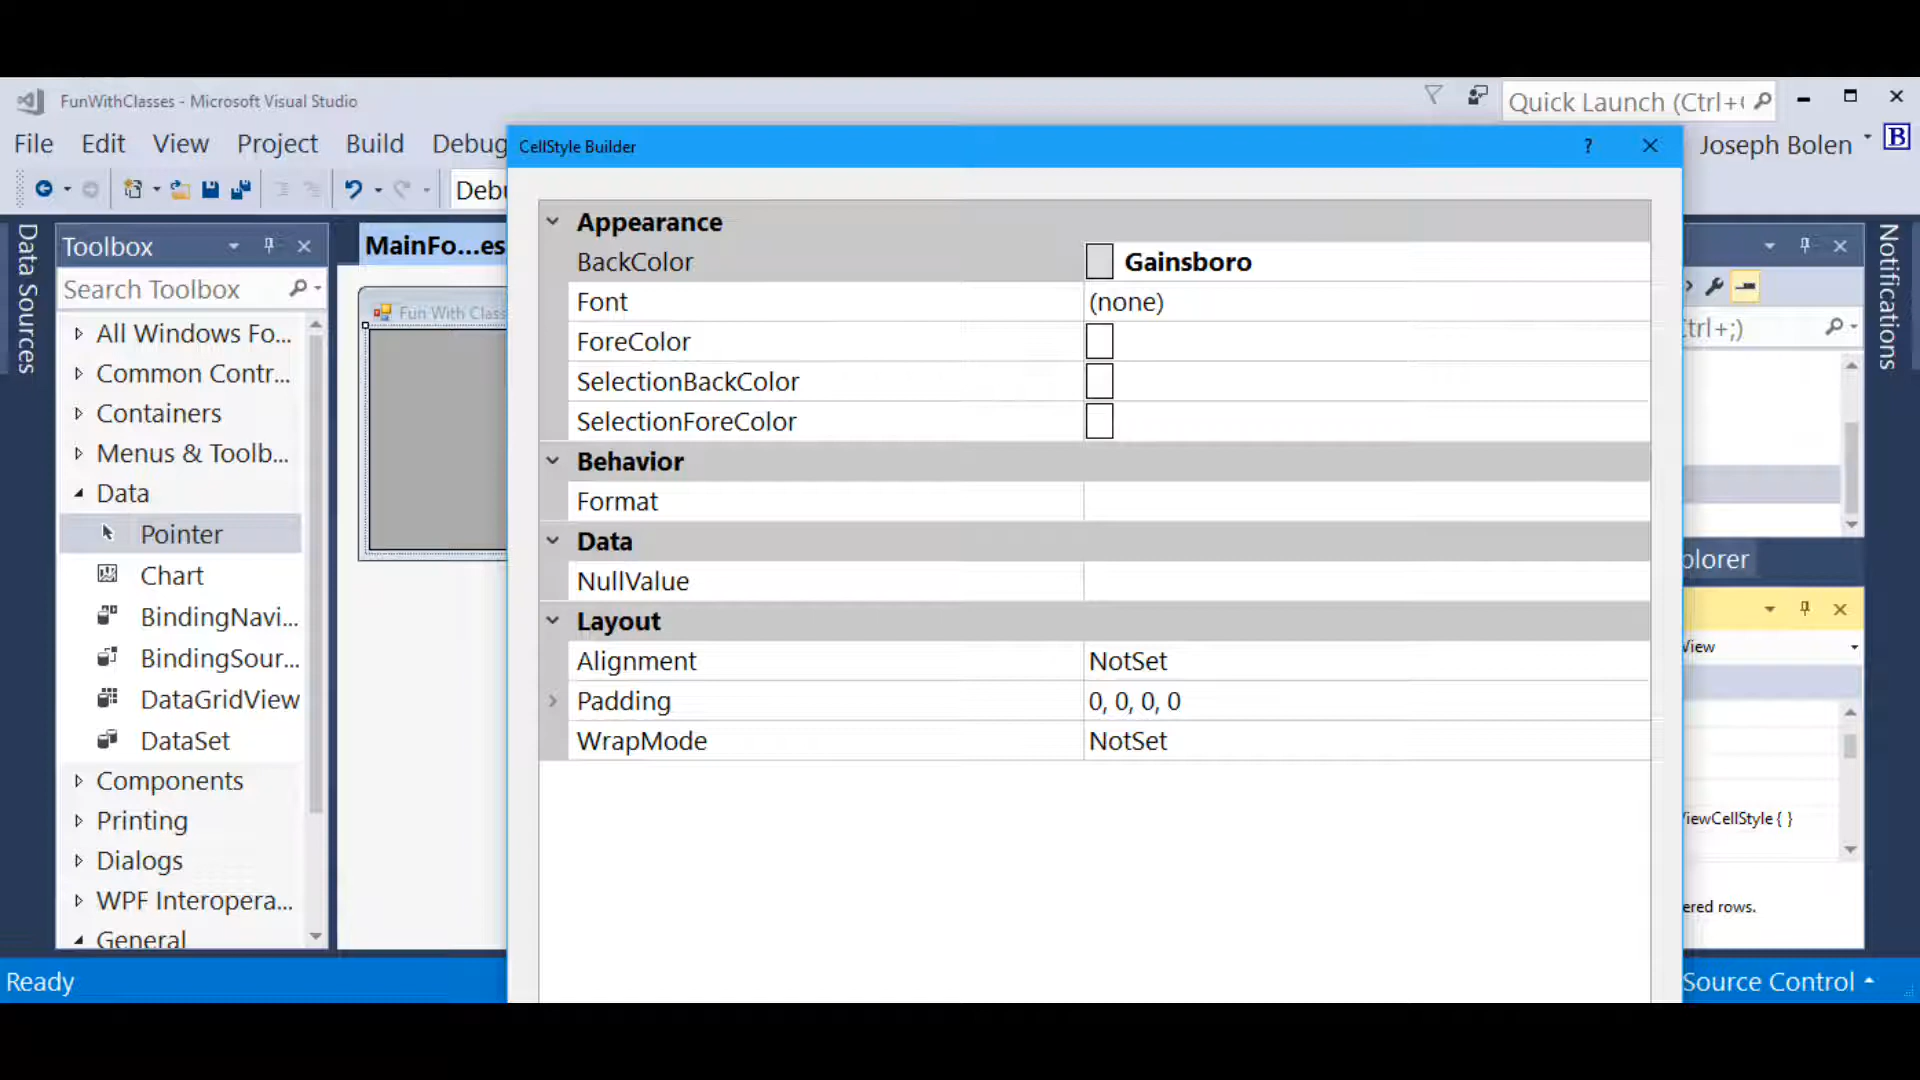 FunWithClasses - Microsoft Visual Studio
Quick Launch (Ctrl+
File Edit View Project Build Debug
CellStyle Builder
?
Joseph Bolen
B
Debu
Data Sources
Toolbox
MainFo...es
Notifications
Search Toolbox
Fun With Class
trl+;)
All Windows Fo...
Common Contr...
Containers
Menus & Toolb...
Data
Pointer
Chart
BindingNavi...
BindingSour...
DataGridView
DataSet
Components
Printing
Dialogs
WPF Interopera...
General
Appearance
BackColor Gainsboro
Font (none)
ForeColor
SelectionBackColor
SelectionForeColor
Behavior
Format
Data
NullValue
Layout
Alignment NotSet
Padding 0, 0, 0, 0
WrapMode NotSet
plorer
View
ViewCellStyle { }
ered rows.
Ready
Source Control